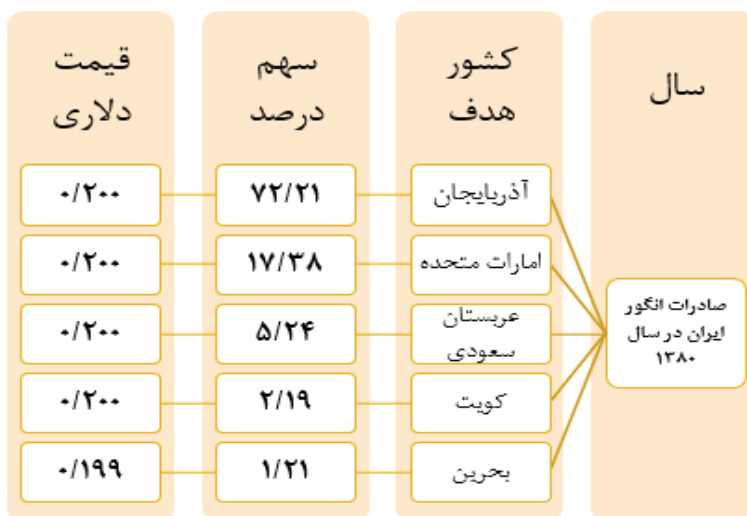 سال
کشور
هدف
سهم
درصد
قیمت
دلاری
صادرات انگور
ایران در سال
۱۳۸۰
آذربایجان
۷۲/۲۱
۰/۲۰۰
امارات متحده
۱۷/۳۸
۰/۲۰۰
عربستان
سعودی
۵/۲۴
۰/۲۰۰
کویت
۲/۱۹
۰/۲۰۰
بحرین
۱/۲۱
۰/۱۹۹